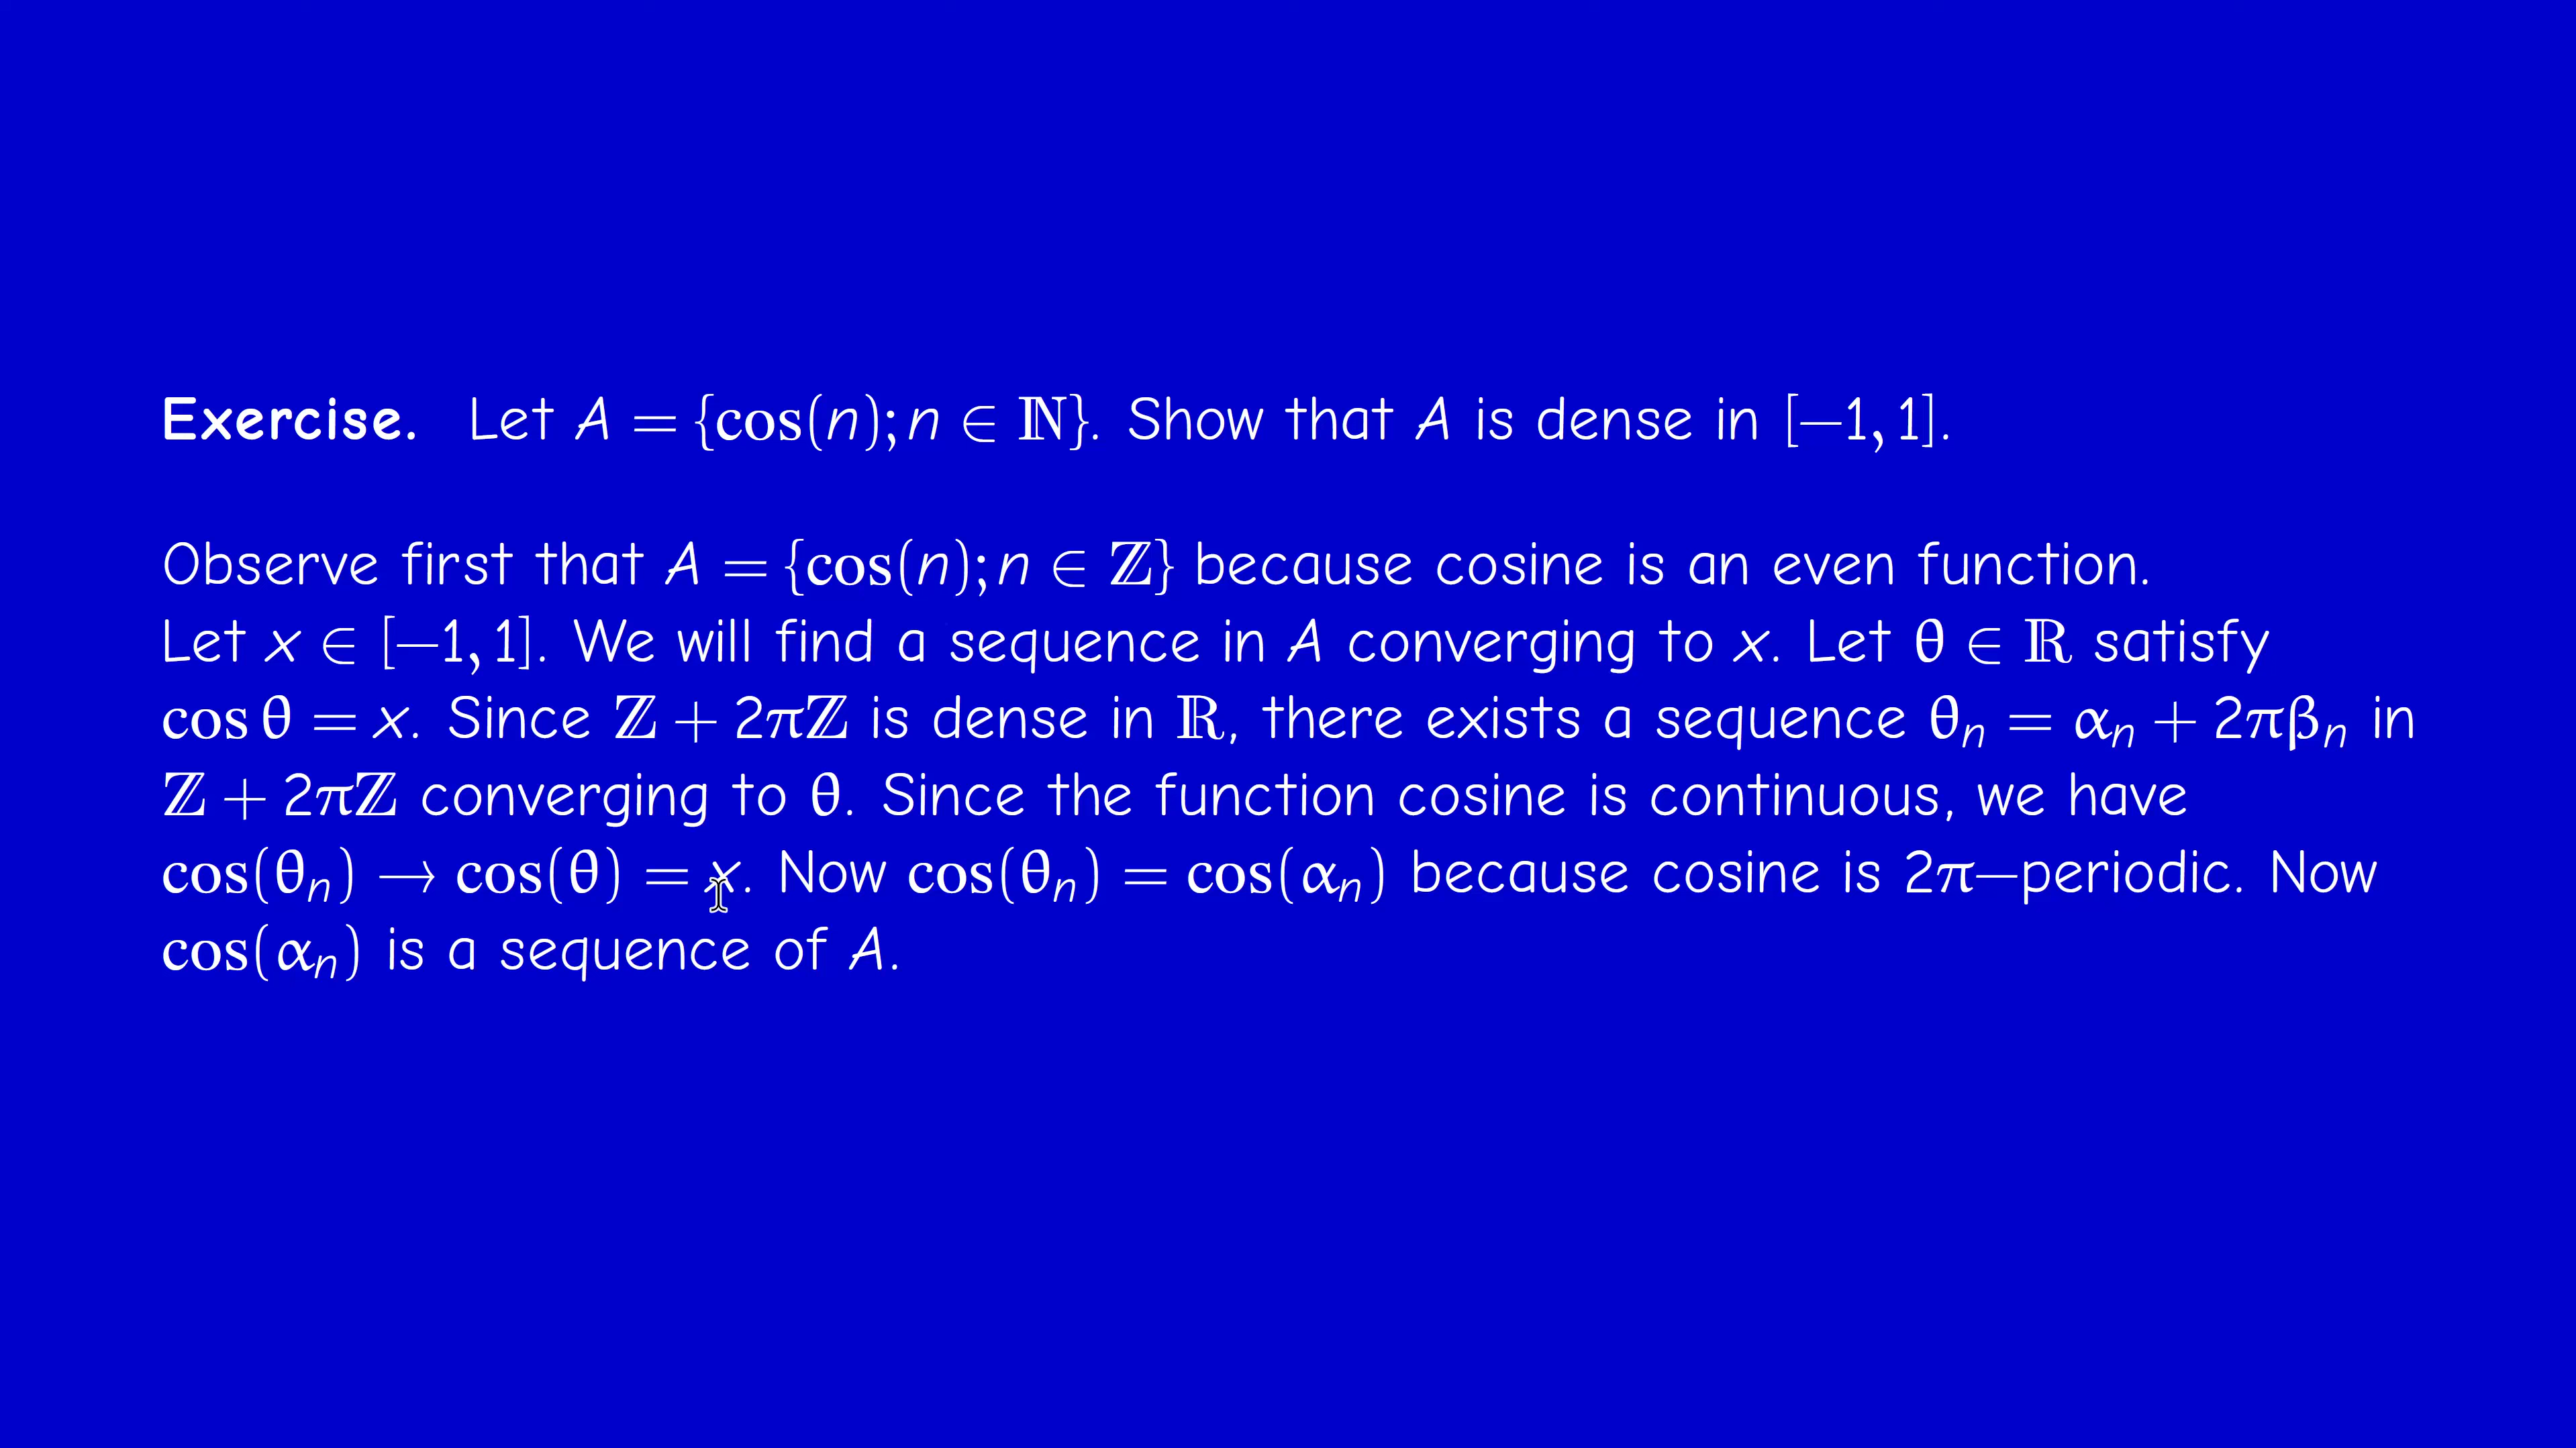 Exercise. Let A = {cos(n); n ∈ ℕ}. Show that A is dense in [−1, 1].
Observe first that A = {cos(n); n ∈ ℤ} because cosine is an even function.
Let x ∈ [−1, 1]. We will find a sequence in A converging to x. Let θ ∈ ℝ satisfy
cos θ = x. Since ℤ + 2πℤ is dense in ℝ, there exists a sequence θₙ = αₙ + 2πβₙ in
ℤ + 2πℤ converging to θ. Since the function cosine is continuous, we have
cos(θₙ) → cos(θ) = x. Now cos(θₙ) = cos(αₙ) because cosine is 2π−periodic. Now
cos(αₙ) is a sequence of A.